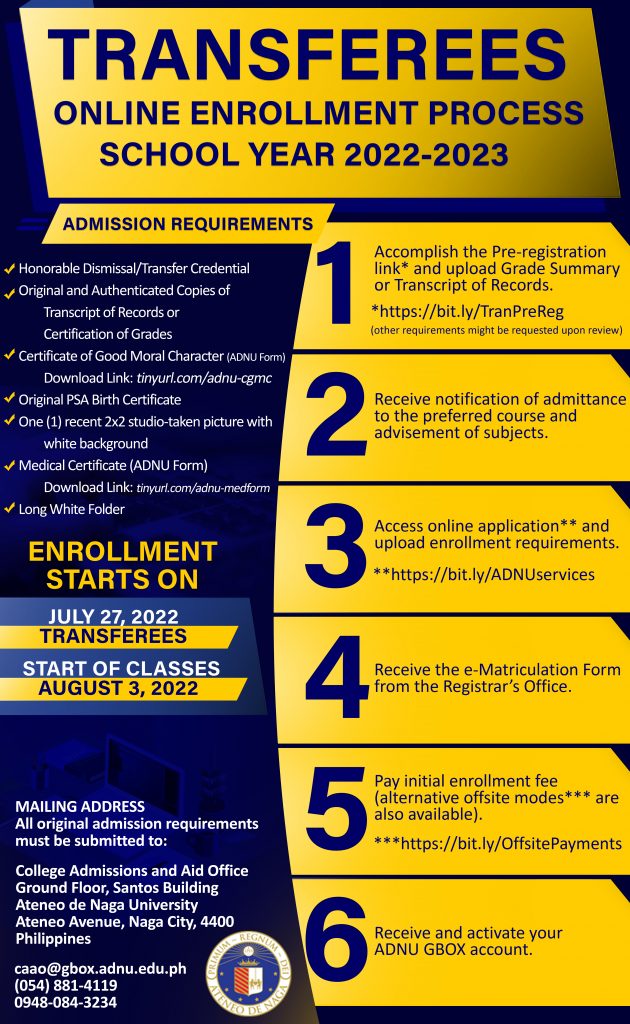 TRANSFEREES
ONLINE ENROLLMENT PROCESS
SCHOOL YEAR 2022-2023
ADMISSION REQUIREMENTS
Honorable Dismissal/Transfer Credential
Original and Authenticated Copies of
Transcript of Records or
Certification of Grades
Certificate of Good Moral Character (ADNU Form)
Download Link: tinyurl.com/adnu-cgmc
Original PSA Birth Certificate
One (1) recent 2x2 studio-taken picture with
white background
Medical Certificate (ADNU Form)
Download Link: tinyurl.com/adnu-medform
Long White Folder
ENROLLMENT
STARTS ON
JULY 27, 2022
TRANSFEREES
START OF CLASSES
AUGUST 3, 2022
MAILING ADDRESS
All original admission requirements
must be submitted to:
College Admissions and Aid Office
Ground Floor, Santos Building
Ateneo de Naga University
Ateneo Avenue, Naga City, 4400
Philippines
caao@gbox.adnu.edu.ph
(054) 881-4119
0948-084-3234
PRIMUM – REGNUM – DEI
ATENEO DE NAGA
1
Accomplish the Pre-registration
link* and upload Grade Summary
or Transcript of Records.
*https://bit.ly/TranPreReg
(other requirements might be requested upon review)
2
Receive notification of admittance
to the preferred course and
advisement of subjects.
3
Access online application** and
upload enrollment requirements.
**https://bit.ly/ADNUservices
4
Receive the e-Matriculation Form
from the Registrar’s Office.
5
Pay initial enrollment fee
(alternative offsite modes*** are
also available).
***https://bit.ly/OffsitePayments
6
Receive and activate your
ADNU GBOX account.